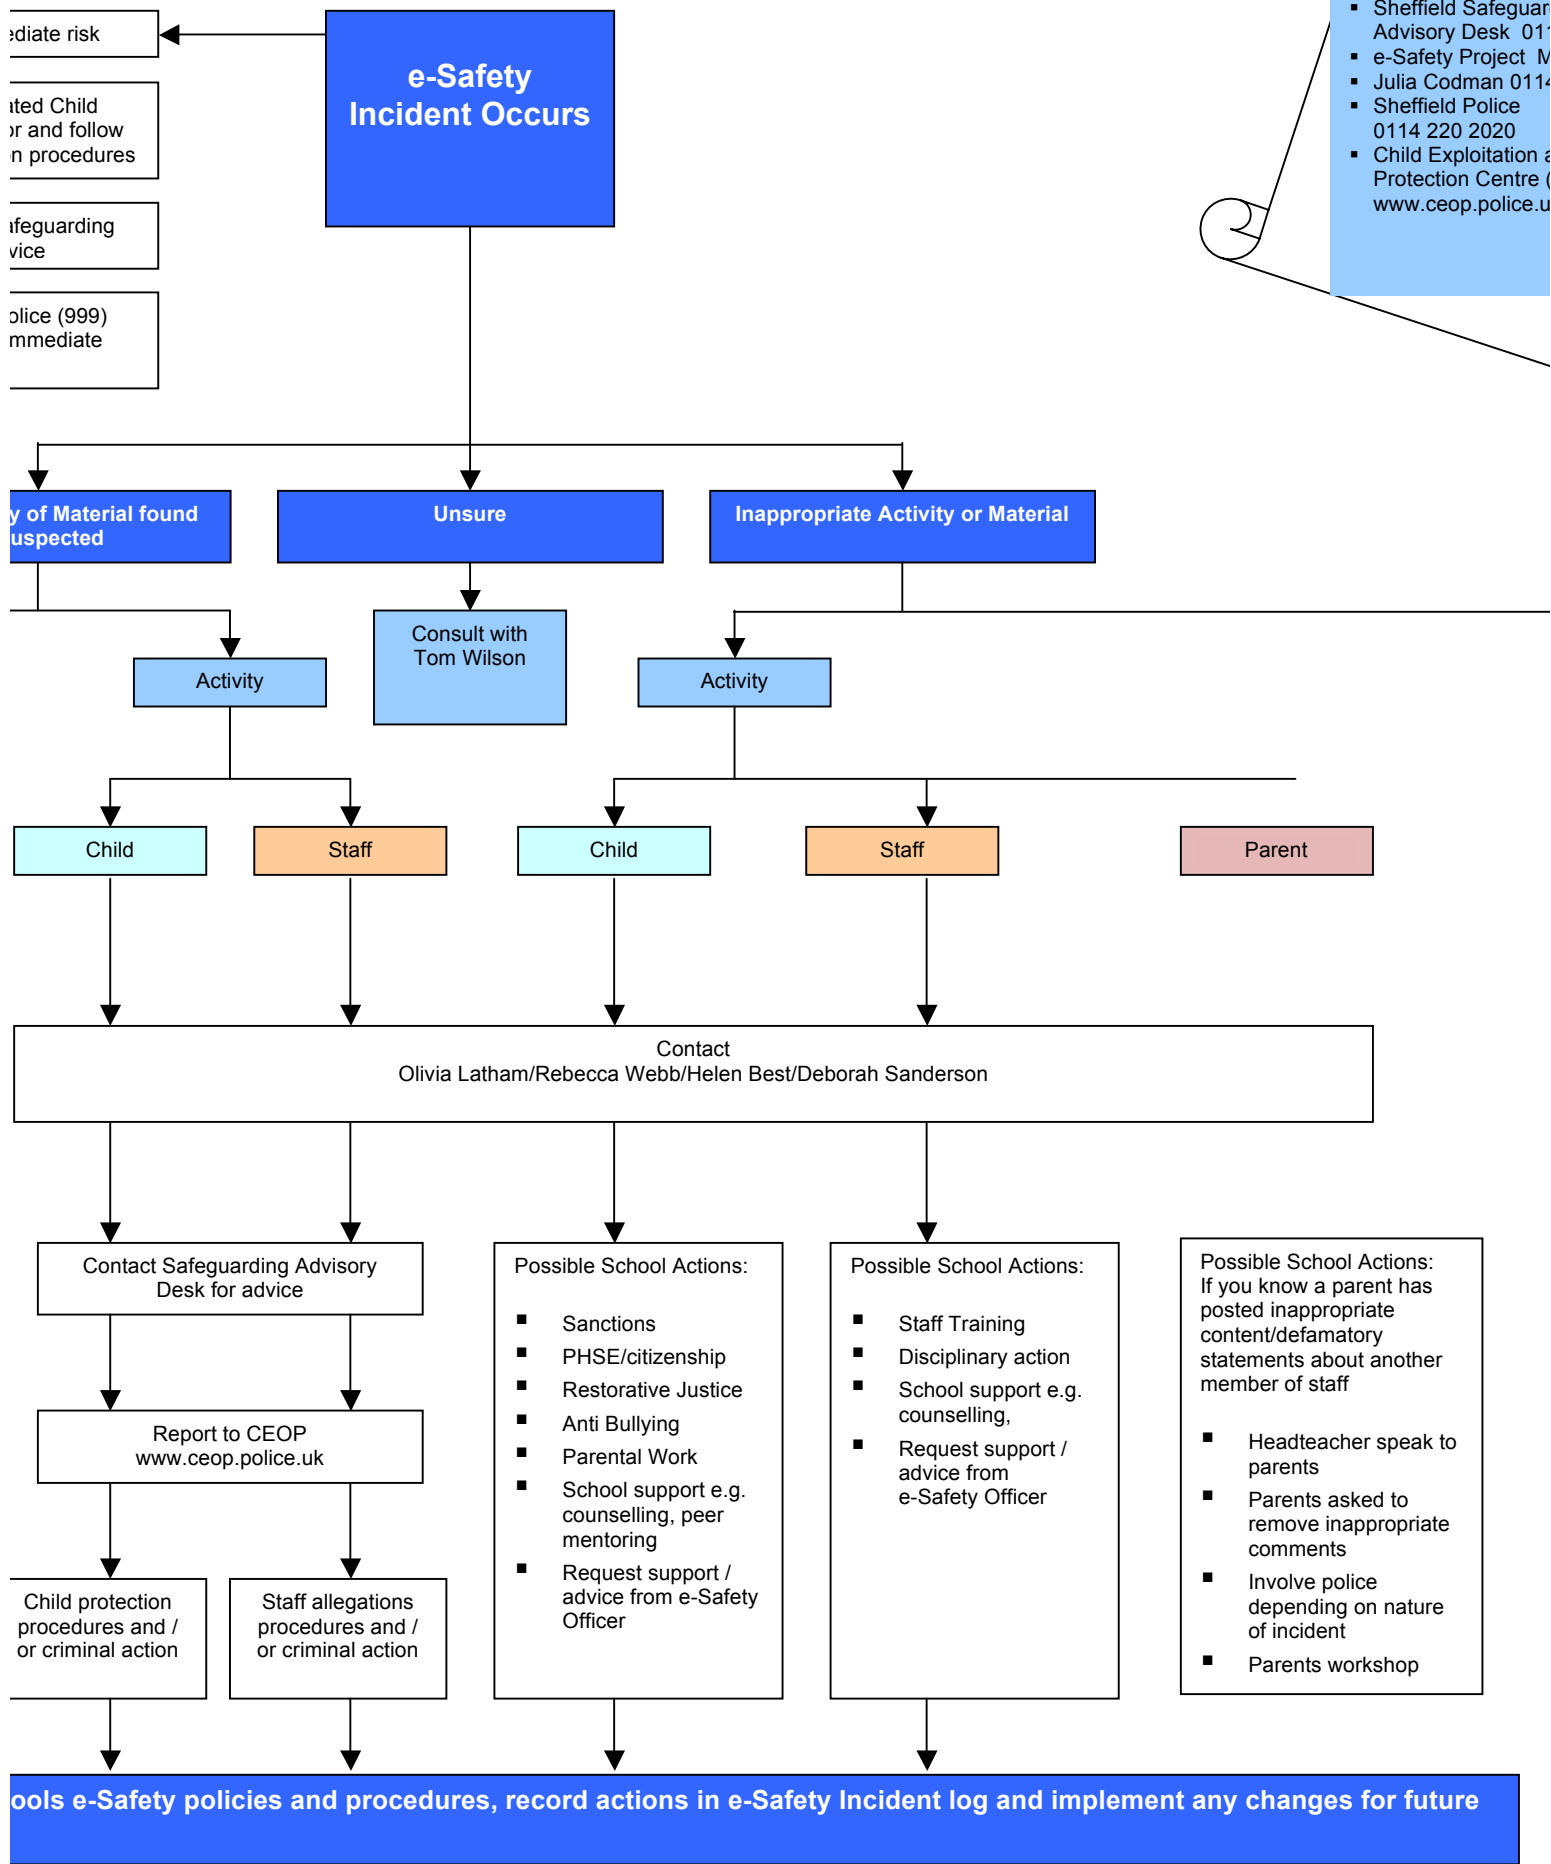 ediate risk
ated Child
or and follow
n procedures
afeguarding
vice
olice (999)
mmediate
e-Safety
Incident Occurs
▪ Sheffield Safeguar
Advisory Desk 011
▪ e-Safety Project M
▪ Julia Codman 0114
▪ Sheffield Police
0114 220 2020
▪ Child Exploitation a
Protection Centre (
www.ceop.police.u
y of Material found
uspected
Unsure
Inappropriate Activity or Material
Consult with
Tom Wilson
Activity
Activity
Child
Staff
Child
Staff
Parent
Contact
Olivia Latham/Rebecca Webb/Helen Best/Deborah Sanderson
Contact Safeguarding Advisory
Desk for advice
Report to CEOP
www.ceop.police.uk
Child protection
procedures and /
or criminal action
Staff allegations
procedures and /
or criminal action
Possible School Actions:
▪ Sanctions
▪ PHSE/citizenship
▪ Restorative Justice
▪ Anti Bullying
▪ Parental Work
▪ School support e.g.
counselling, peer
mentoring
▪ Request support /
advice from e-Safety
Officer
Possible School Actions:
▪ Staff Training
▪ Disciplinary action
▪ School support e.g.
counselling,
▪ Request support /
advice from
e-Safety Officer
Possible School Actions:
If you know a parent has
posted inappropriate
content/defamatory
statements about another
member of staff
▪ Headteacher speak to
parents
▪ Parents asked to
remove inappropriate
comments
▪ Involve police
depending on nature
of incident
▪ Parents workshop
ools e-Safety policies and procedures, record actions in e-Safety Incident log and implement any changes for future